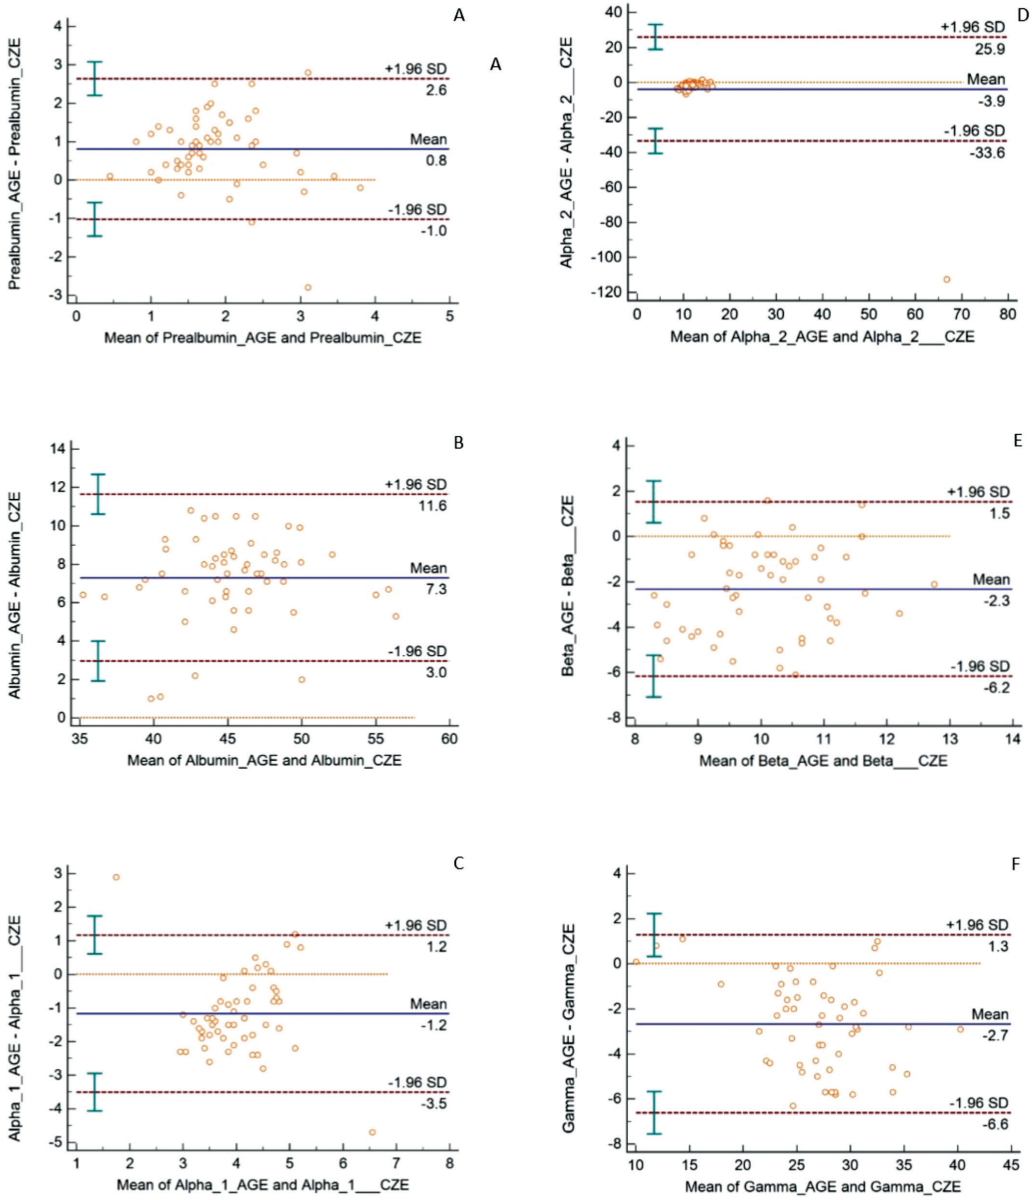 A
4
3
2
1
0
-1
-2
-3
Prealbumin_AGE - Prealbumin_CZE
+1.96 SD
2.6
Mean
0.8
-1.96 SD
-1.0
0 1 2 3 4 5
Mean of Prealbumin_AGE and Prealbumin_CZE
A
D
40
20
0
-20
-40
-60
-80
-100
-120
Alpha_2_AGE - Alpha_2___CZE
+1.96 SD
25.9
Mean
-3.9
-1.96 SD
-33.6
0 10 20 30 40 50 60 70 80
Mean of Alpha_2_AGE and Alpha_2___CZE
B
14
12
10
8
6
4
2
0
Albumin_AGE - Albumin_CZE
+1.96 SD
11.6
Mean
7.3
-1.96 SD
3.0
35 40 45 50 55 60
Mean of Albumin_AGE and Albumin_CZE
E
4
2
0
-2
-4
-6
-8
Beta_AGE - Beta___CZE
+1.96 SD
1.5
Mean
-2.3
-1.96 SD
-6.2
8 9 10 11 12 13 14
Mean of Beta_AGE and Beta___CZE
C
3
2
1
0
-1
-2
-3
-4
-5
Alpha_1_AGE - Alpha_1___CZE
+1.96 SD
1.2
Mean
-1.2
-1.96 SD
-3.5
1 2 3 4 5 6 7 8
Mean of Alpha_1_AGE and Alpha_1___CZE
F
4
2
0
-2
-4
-6
-8
Gamma_AGE - Gamma_CZE
+1.96 SD
1.3
Mean
-2.7
-1.96 SD
-6.6
10 15 20 25 30 35 40 45
Mean of Gamma_AGE and Gamma_CZE